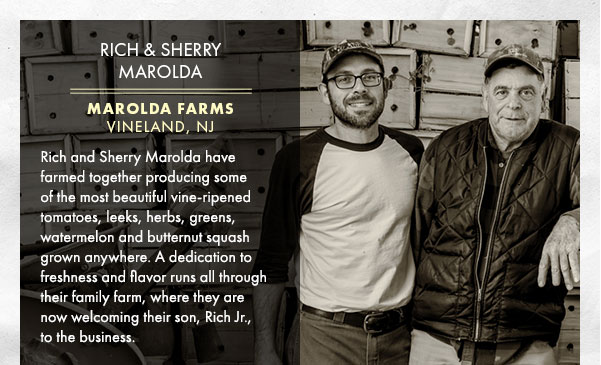 RICH & SHERRY
MAROLDA
MAROLDA FARMS
VINELAND, NJ
Rich and Sherry Marolda have
farmed together producing some
of the most beautiful vine-ripened
tomatoes, leeks, herbs, greens,
watermelon and butternut squash
grown anywhere. A dedication to
freshness and flavor runs all through
their family farm, where they are
now welcoming their son, Rich Jr.,
to the business.